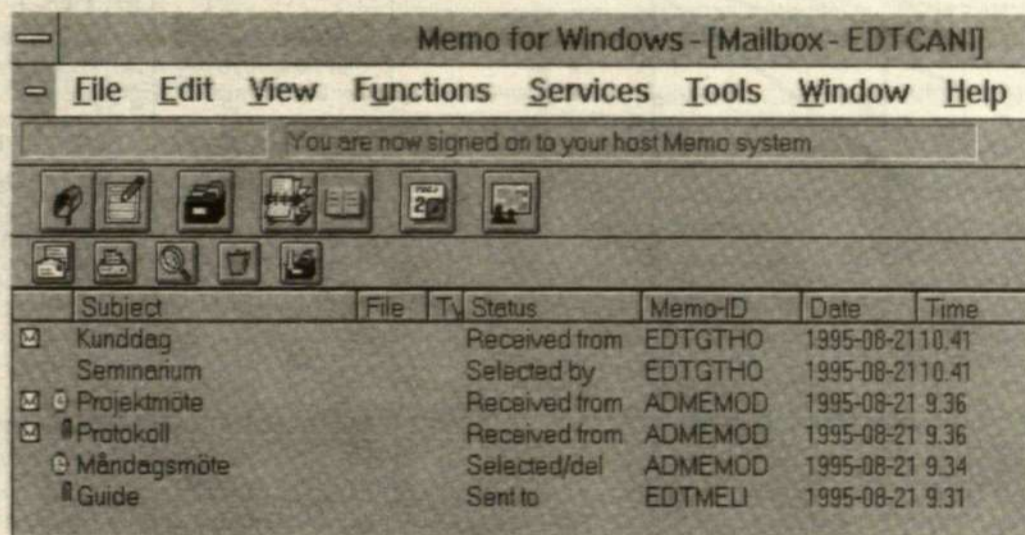 Memo for Windows - [Mailbox - EDTCANI]
File Edit View Functions Services Tools Window Help
You are now signed on to your host Memo system
Subject File Ty Status Memo-ID Date Time
Kunddag Received from EDTGTHO 1995-08-21 10.41
Seminarium Selected by EDTGTHO 1995-08-21 10.41
Projektmöte Received from ADMEMOD 1995-08-21 9.36
Protokoll Received from ADMEMOD 1995-08-21 9.36
Måndagsmöte Selected/del ADMEMOD 1995-08-21 9.34
Guide Sent to EDTMELI 1995-08-21 9.31